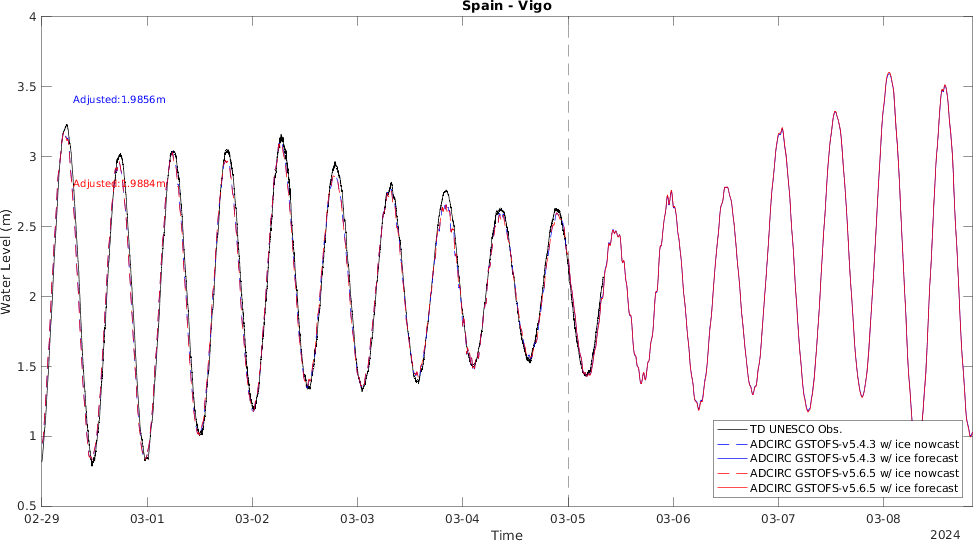 Spain - Vigo
4
3.5
3
2.5
2
1.5
1
0.5
Water Level (m)
Adjusted:1.9856m
Adjusted:1.9884m
TD UNESCO Obs.
ADCIRC GSTOFS-v5.4.3 w/ ice nowcast
ADCIRC GSTOFS-v5.4.3 w/ ice forecast
ADCIRC GSTOFS-v5.6.5 w/ ice nowcast
ADCIRC GSTOFS-v5.6.5 w/ ice forecast
02-29 03-01 03-02 03-03 03-04 03-05 03-06 03-07 03-08
Time
2024